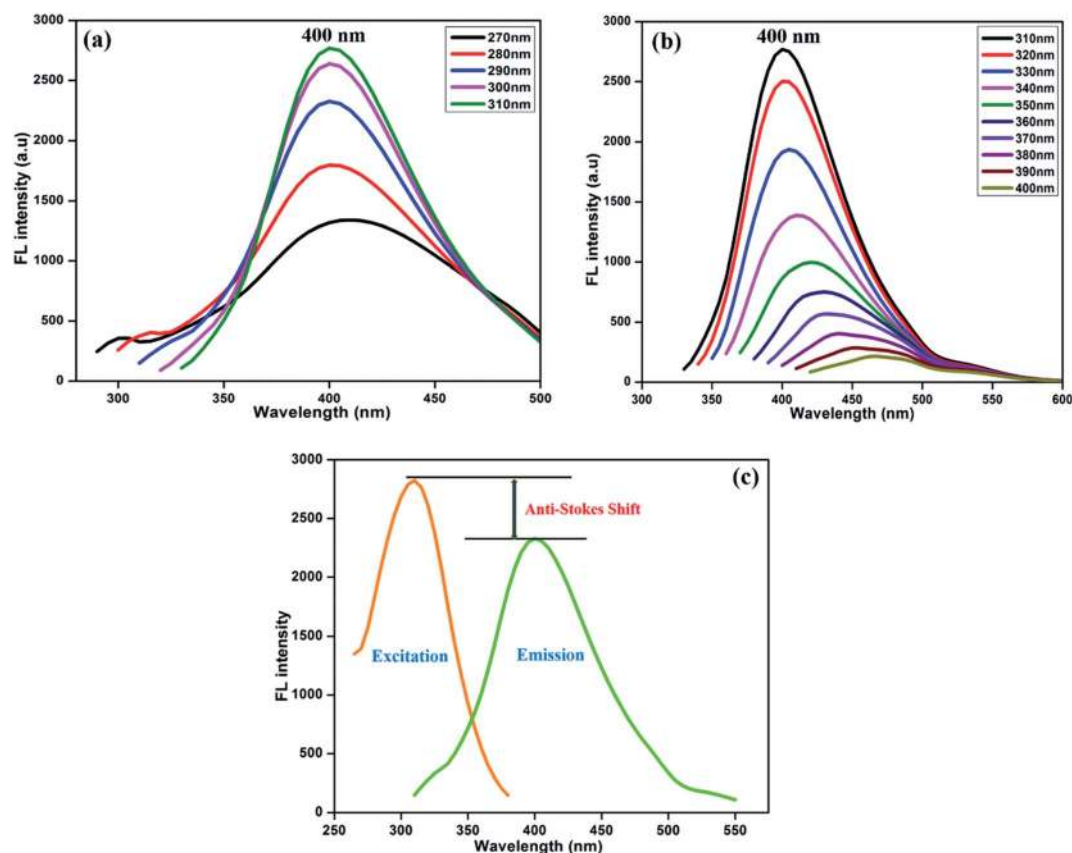 (a)
400 nm
270nm
280nm
290nm
300nm
310nm
3000
2500
2000
1500
1000
500
0
FL intensity (a.u)
300 350 400 450 500
Wavelength (nm)
(b)
400 nm
310nm
320nm
330nm
340nm
350nm
360nm
370nm
380nm
390nm
400nm
3000
2500
2000
1500
1000
500
0
FL intensity (a.u)
300 350 400 450 500 550 600
Wavelength (nm)
(c)
3000
2500
2000
1500
1000
500
0
FL intensity
Anti-Stokes Shift
Excitation
Emission
250 300 350 400 450 500 550
Wavelength (nm)